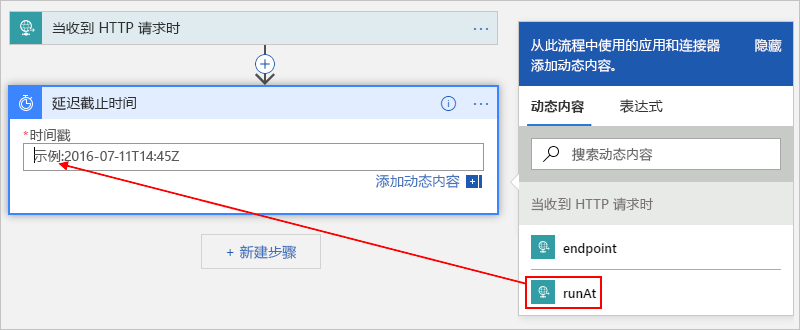 当收到 HTTP 请求时
延迟截止时间
*时间戳
示例:2016-07-11T14:45Z
添加动态内容
+ 新建步骤
从此流程中使用的应用和连接器
添加动态内容。
隐藏
动态内容
表达式
搜索动态内容
当收到 HTTP 请求时
endpoint
runAt